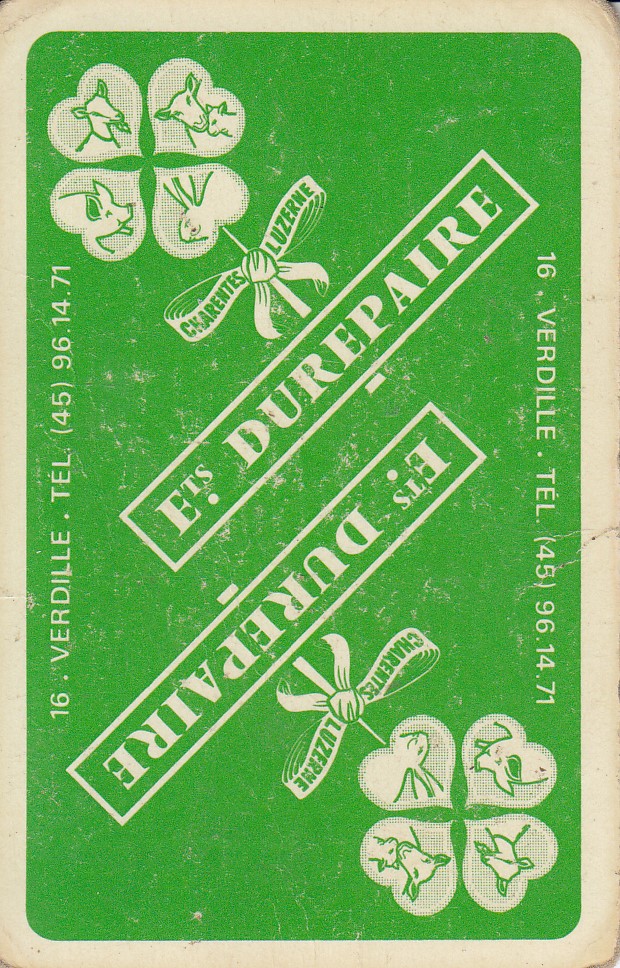 CHARENTES LUZERNE
ETS DUREPAIRE
16 . VERDILLE . TÉL. (45) 96.14.71
16 . VERDILLE . TÉL. (45) 96.14.71
ETS DUREPAIRE
CHARENTES LUZERNE